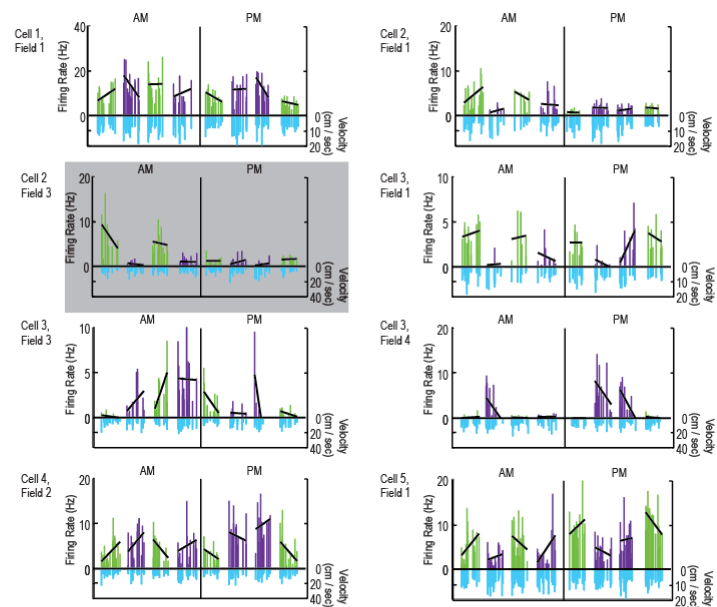 AM PM
Cell 1,
Field 1
Firing Rate (Hz)
40
20
0
0
10
20
Velocity
(cm / sec)
AM PM
Cell 2,
Field 1
Firing Rate (Hz)
20
10
0
0
10
20
Velocity
(cm / sec)
AM PM
Cell 2
Field 3
Firing Rate (Hz)
20
10
0
0
20
40
Velocity
(cm / sec)
AM PM
Cell 3,
Field 1
Firing Rate (Hz)
10
5
0
0
10
20
Velocity
(cm / sec)
AM PM
Cell 3,
Field 3
Firing Rate (Hz)
10
5
0
0
20
40
Velocity
(cm / sec)
AM PM
Cell 3,
Field 4
Firing Rate (Hz)
20
10
0
0
20
40
Velocity
(cm / sec)
AM PM
Cell 4,
Field 2
Firing Rate (Hz)
20
10
0
0
20
40
Velocity
(cm / sec)
AM PM
Cell 5,
Field 1
Firing Rate (Hz)
20
10
0
0
10
20
Velocity
(cm / sec)